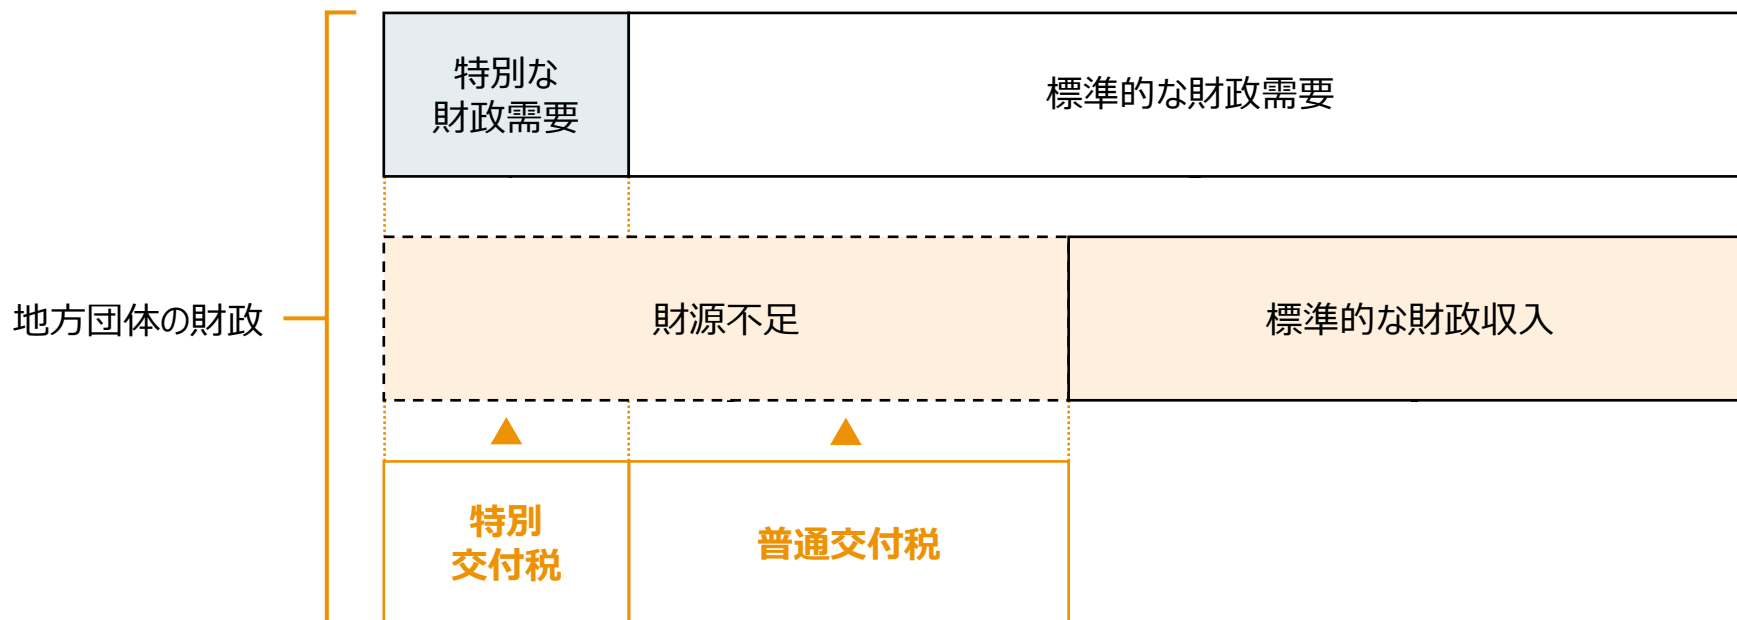 特別な
財政需要
標準的な財政需要
地方団体の財政
財源不足
標準的な財政収入
特別
交付税
普通交付税